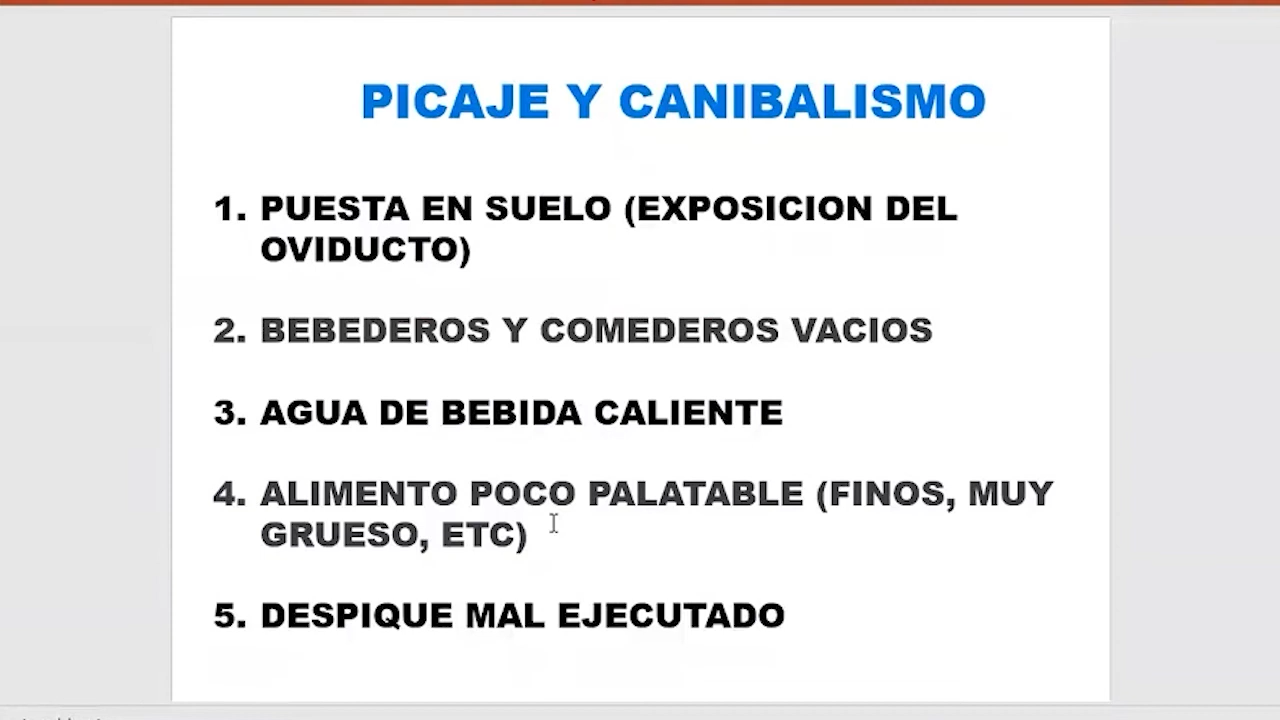 PICAJE Y CANIBALISMO
1. PUESTA EN SUELO (EXPOSICION DEL
OVIDUCTO)
2. BEBEDEROS Y COMEDEROS VACIOS
3. AGUA DE BEBIDA CALIENTE
4. ALIMENTO POCO PALATABLE (FINOS, MUY
GRUESO, ETC)
5. DESPIQUE MAL EJECUTADO